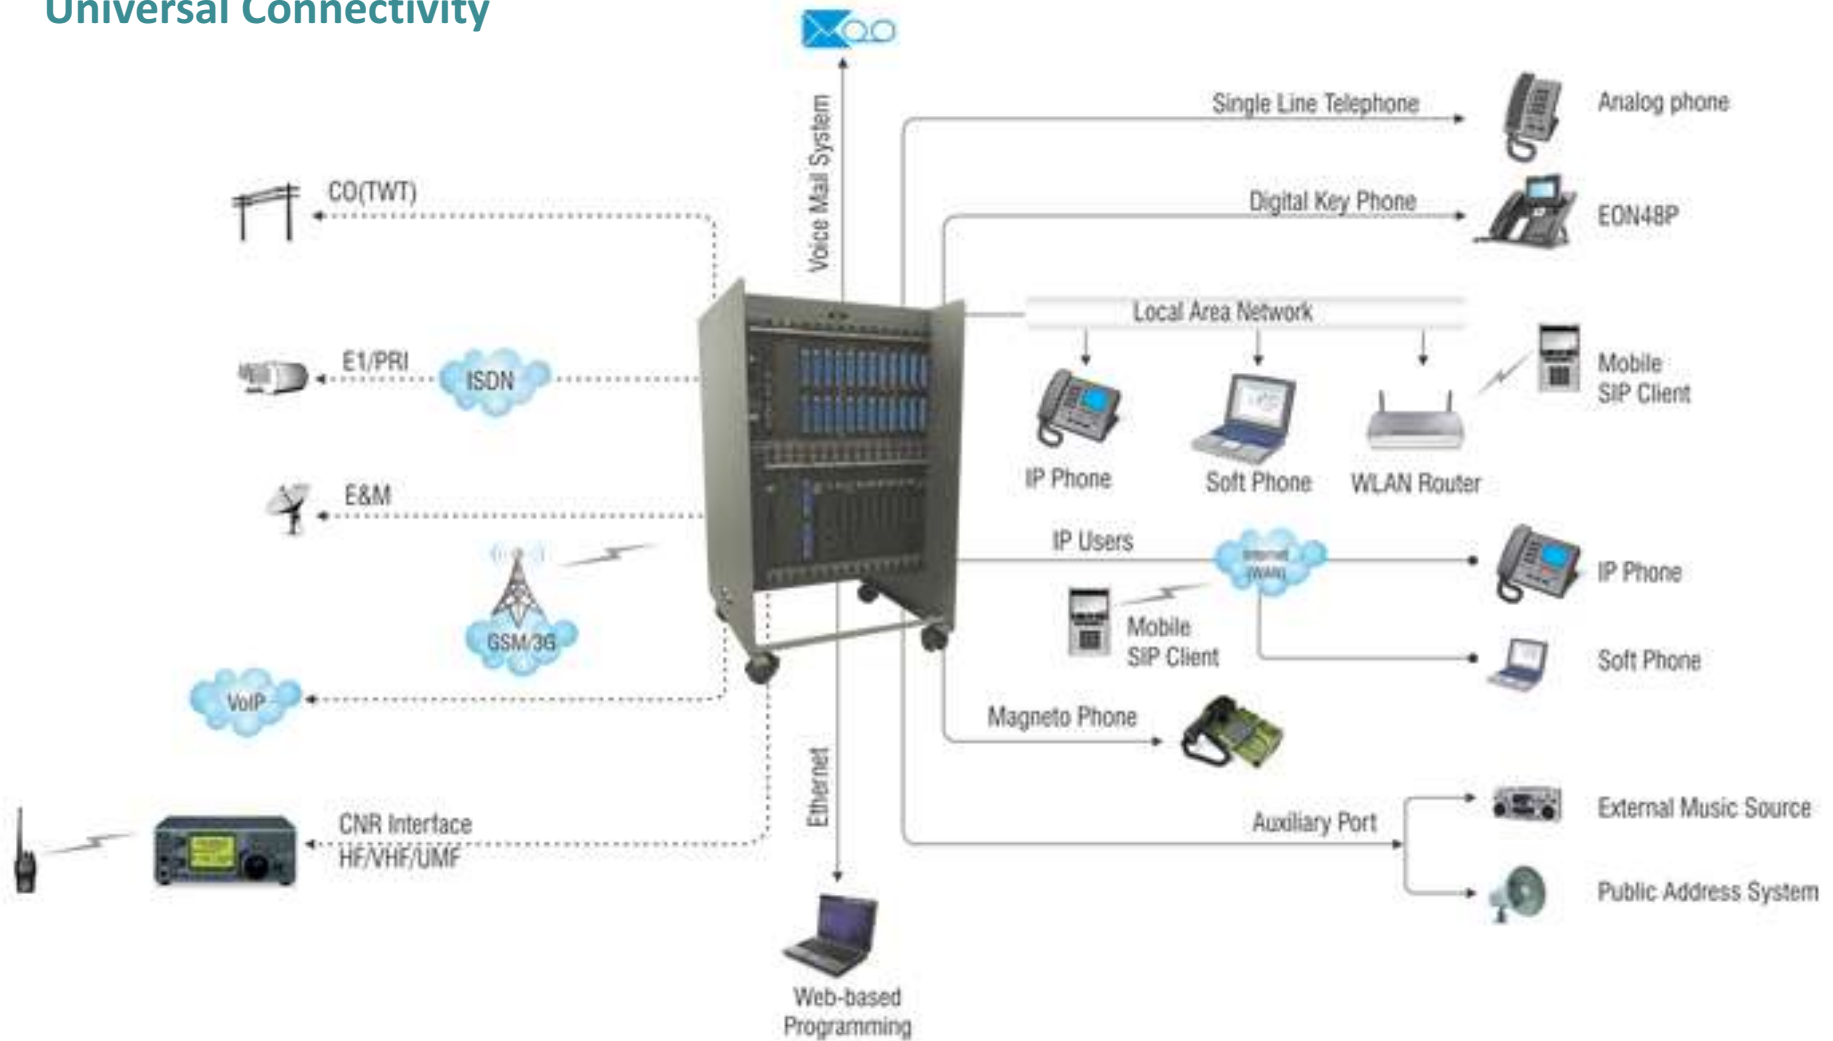 Universal Connectivity
Voice Mail System
Single Line Telephone
Analog phone
CO(TWT)
Digital Key Phone
EON48P
Local Area Network
E1/PRI
ISDN
Mobile
SIP Client
IP Phone
Soft Phone
WLAN Router
E&M
IP Users
Internet
(WAN)
IP Phone
GSM/3G
Mobile
SIP Client
Soft Phone
VoIP
Magneto Phone
Ethernet
CNR Interface
HF/VHF/UMF
Auxiliary Port
External Music Source
Public Address System
Web-based
Programming